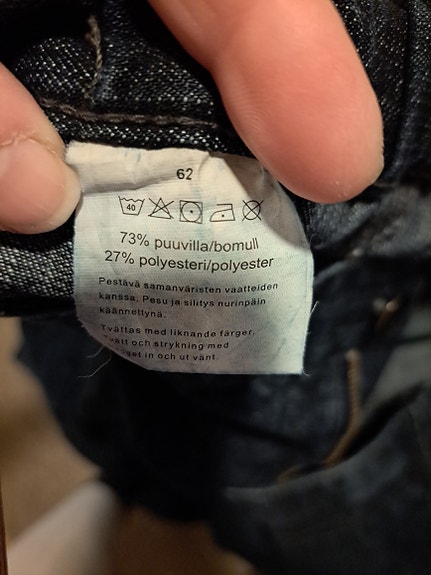 62
40
73% puuvilla/bomull
27% polyesteri/polyester
Pestävä samanväristen vaatteiden
kanssa. Pesu ja silitys nurinpäin
käännettynä.
Tvättas med liknande färger.
Tvätt och strykning med
in och ut vänt.